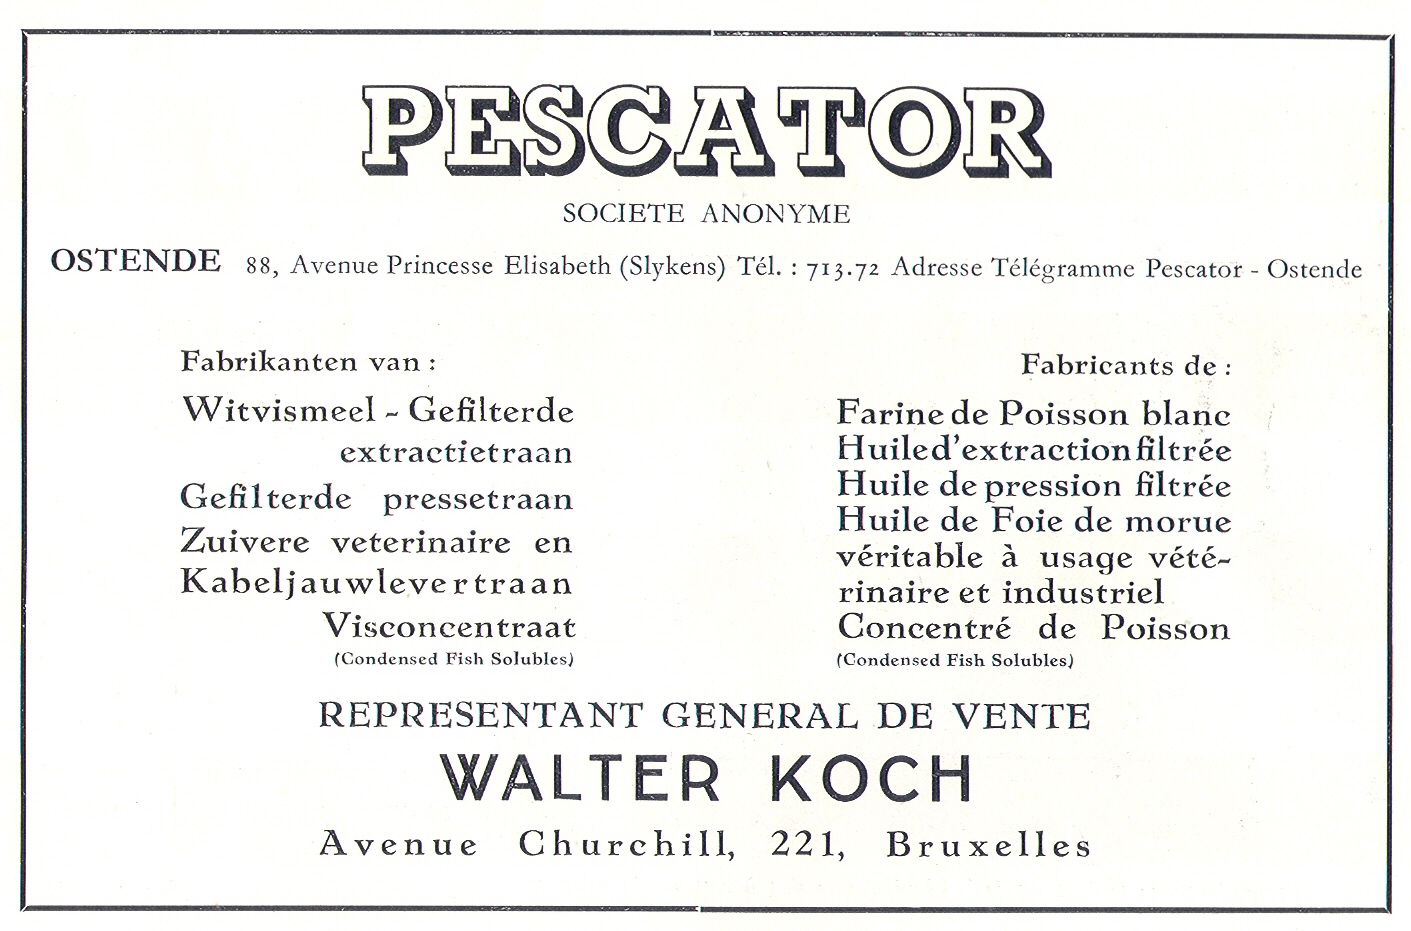 PESCATOR
SOCIETE ANONYME
OSTENDE 88, Avenue Princesse Elisabeth (Slykens) Tél. : 713.72 Adresse Télégramme Pescator - Ostende
Fabrikanten van :
Witvismeel - Gefilterde
extractietraan
Gefilterde pressetraan
Zuivere veterinaire en
Kabeljauwlevertraan
Visconcentraat
(Condensed Fish Solubles)
Fabricants de :
Farine de Poisson blanc
Huile d'extraction filtrée
Huile de pression filtrée
Huile de Foie de morue
véritable à usage vété-
rinaire et industriel
Concentré de Poisson
(Condensed Fish Solubles)
REPRESENTANT GENERAL DE VENTE
WALTER KOCH
Avenue Churchill, 221, Bruxelles